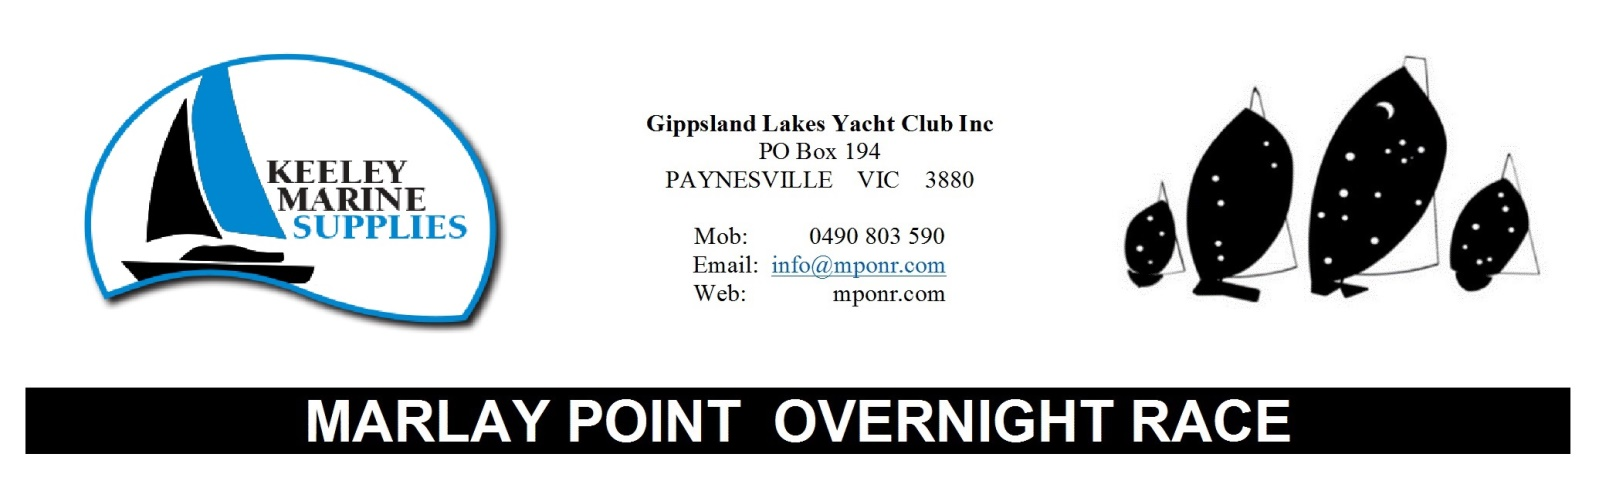 KEELEY
MARINE
SUPPLIES
Gippsland Lakes Yacht Club Inc
PO Box 194
PAYNESVILLE VIC 3880
Mob: 0490 803 590
Email: info@mponr.com
Web: mponr.com
MARLAY POINT OVERNIGHT RACE